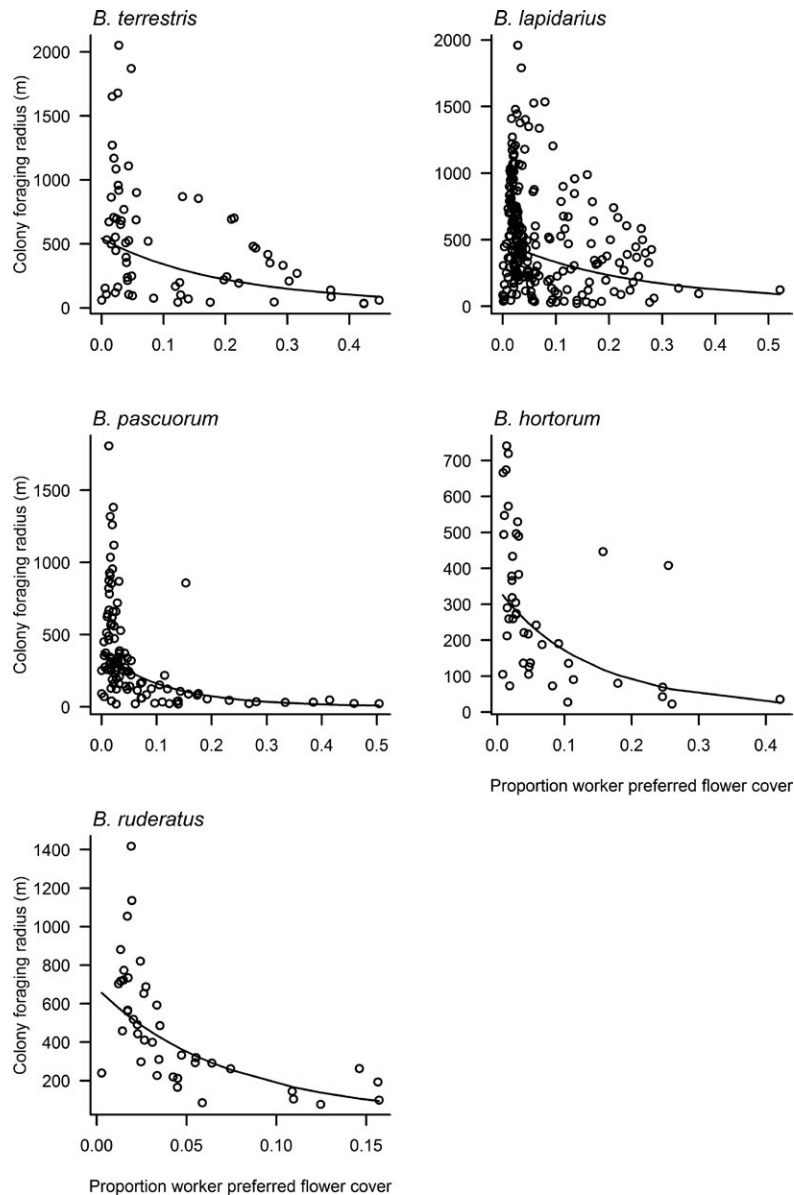 B. terrestris
Colony foraging radius (m)
2000
1500
1000
500
0
0.0 0.1 0.2 0.3 0.4
B. lapidarius
2000
1500
1000
500
0
0.0 0.1 0.2 0.3 0.4 0.5
B. pascuorum
Colony foraging radius (m)
1500
1000
500
0
0.0 0.1 0.2 0.3 0.4 0.5
B. hortorum
700
600
500
400
300
200
100
0
0.0 0.1 0.2 0.3 0.4
Proportion worker preferred flower cover
B. ruderatus
Colony foraging radius (m)
1400
1200
1000
800
600
400
200
0.00 0.05 0.10 0.15
Proportion worker preferred flower cover